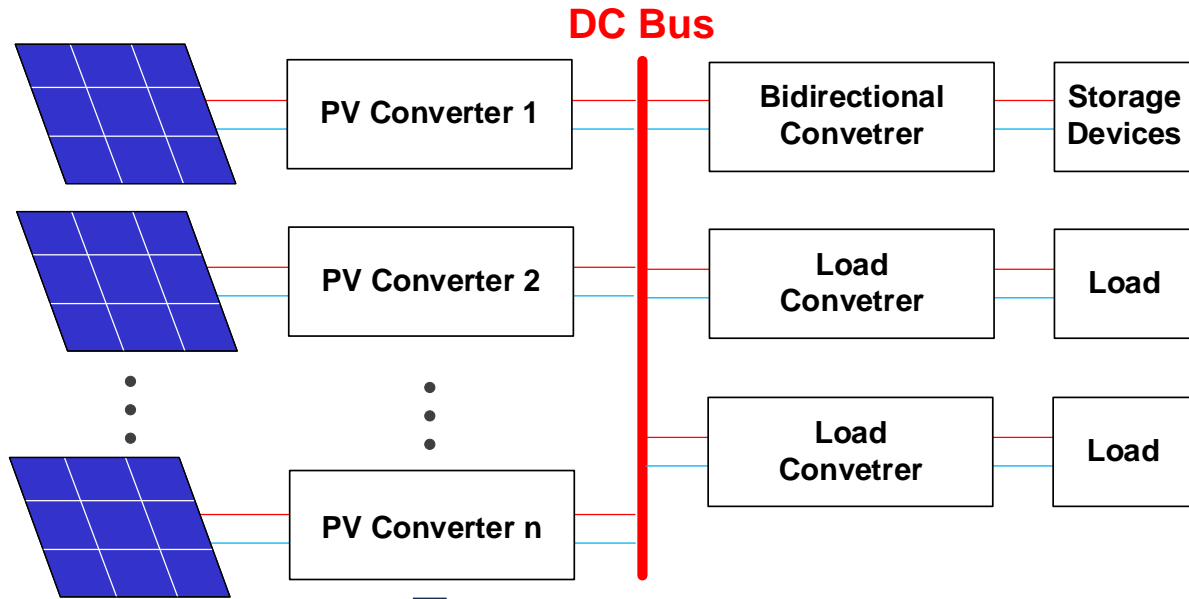 DC Bus
PV Converter 1
Bidirectional
Convetrer
Storage
Devices
PV Converter 2
Load
Convetrer
Load
Load
Convetrer
Load
PV Converter n